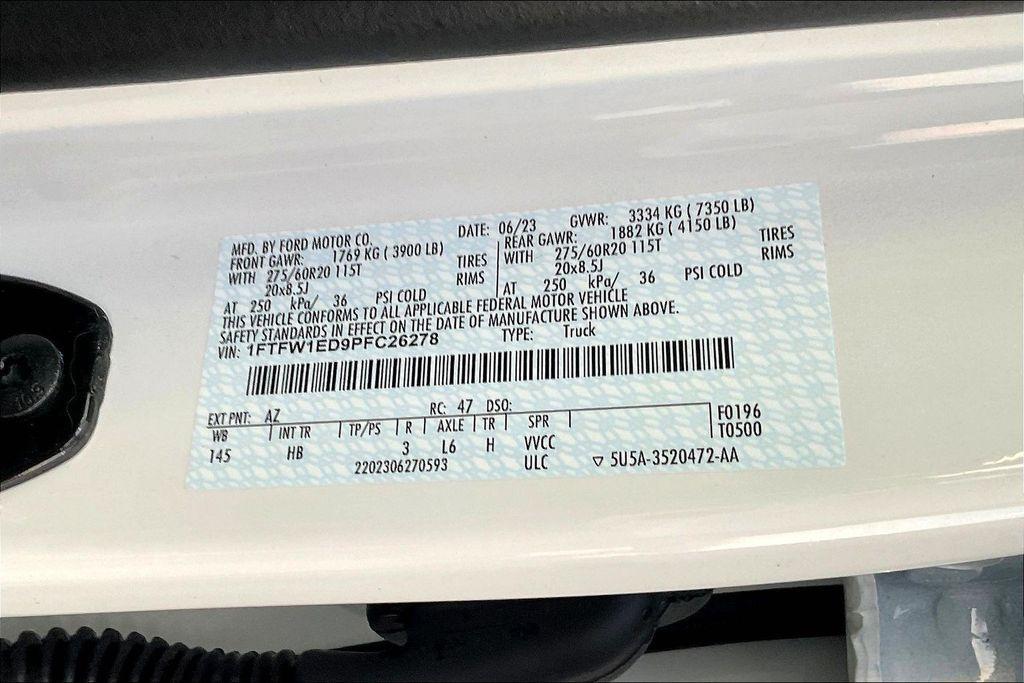 MFD. BY FORD MOTOR CO. DATE: 06/23 GVWR: 3334 KG ( 7350 LB)
FRONT GAWR: 1769 KG ( 3900 LB) REAR GAWR: 1882 KG ( 4150 LB)
WITH 275/60R20 115T TIRES WITH 275/60R20 115T TIRES
20x8.5J RIMS 20x8.5J RIMS
AT 250 kPa/ 36 PSI COLD AT 250 kPa/ 36 PSI COLD
THIS VEHICLE CONFORMS TO ALL APPLICABLE FEDERAL MOTOR VEHICLE
SAFETY STANDARDS IN EFFECT ON THE DATE OF MANUFACTURE SHOWN ABOVE.
VIN: 1FTFW1ED9PFC26278 TYPE: Truck
EXT PNT: AZ RC: 47 DSO:
WB INT TR TP/PS R AXLE TR SPR F0196
145 HB 3 L6 H VVCC T0500
2202306270593 ULC ▽ 5U5A-3520472-AA